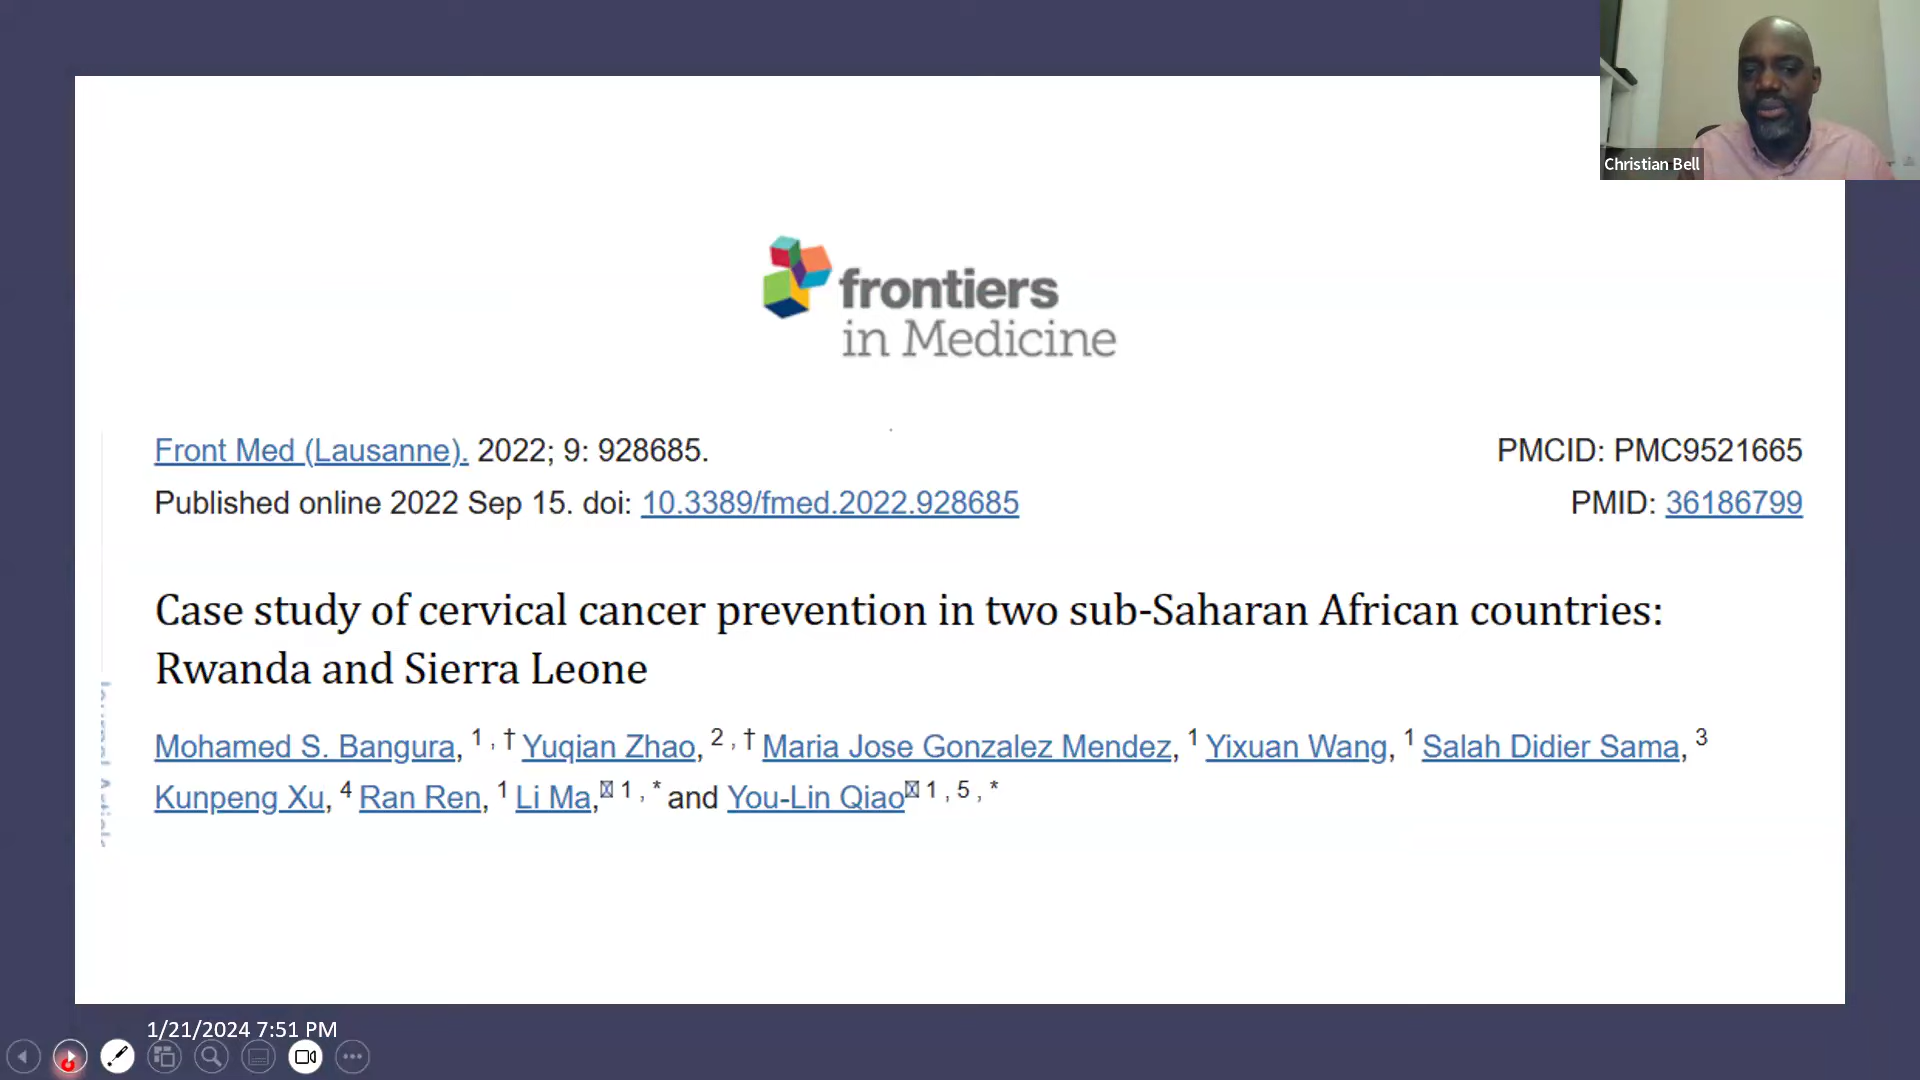 Christian Bell
frontiers
in Medicine
Front Med (Lausanne). 2022; 9: 928685.
PMCID: PMC9521665
Published online 2022 Sep 15. doi: 10.3389/fmed.2022.928685
PMID: 36186799
Case study of cervical cancer prevention in two sub-Saharan African countries:
Rwanda and Sierra Leone
Mohamed S. Bangura, 1 , † Yuqian Zhao, 2 , † Maria Jose Gonzalez Mendez, 1 Yixuan Wang, 1 Salah Didier Sama, 3
Kunpeng Xu, 4 Ran Ren, 1 Li Ma, 1 , * and You-Lin Qiao 1 , 5 , *
1/21/2024 7:51 PM